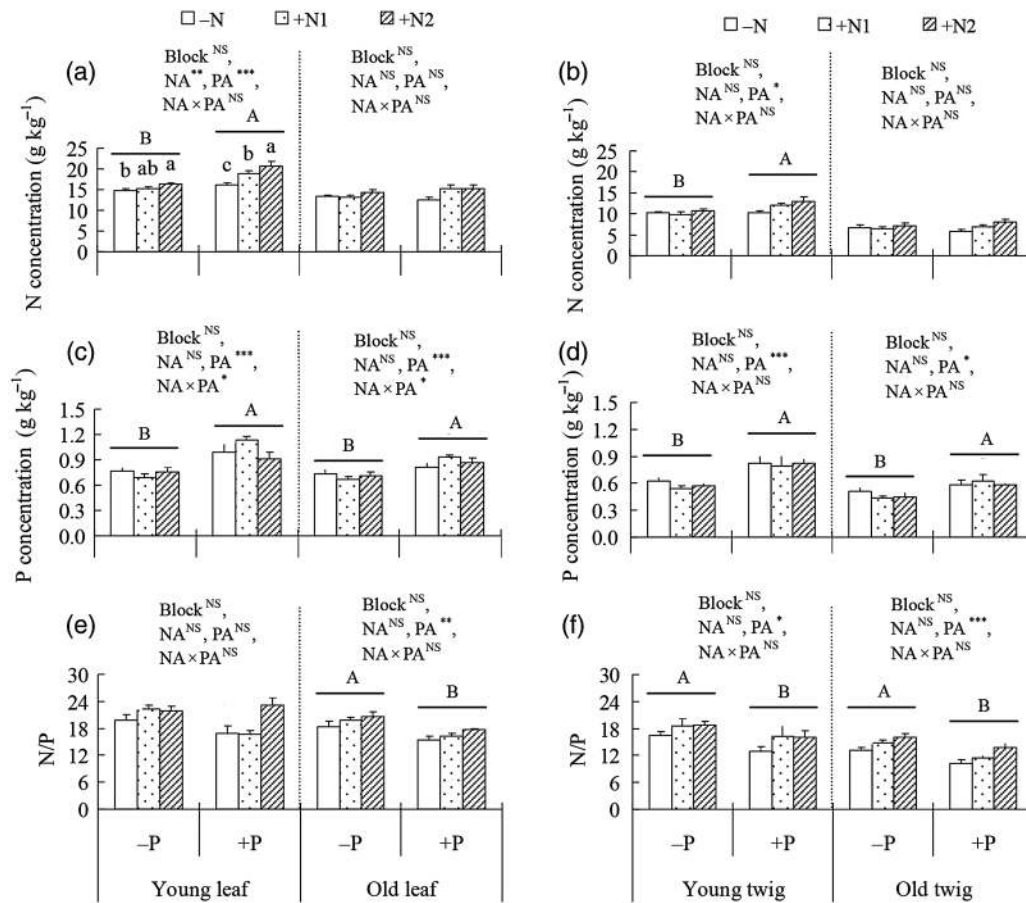 –N +N1 +N2
–N +N1 +N2
(a)
Block NS,
NA**, PA***,
NA×PA NS
Block NS,
NA NS, PA NS,
NA×PA NS
N concentration (g kg⁻¹)
25
20
15
10
5
0
B
b ab a
A
c b a
(b)
Block NS,
NA NS, PA*,
NA×PA NS
Block NS,
NA NS, PA NS,
NA×PA NS
N concentration (g kg⁻¹)
25
20
15
10
5
0
B
A
(c)
Block NS,
NA NS, PA***,
NA×PA*
Block NS,
NA NS, PA***,
NA×PA*
P concentration (g kg⁻¹)
1.5
1.2
0.9
0.6
0.3
0.0
B
A
B
A
(d)
Block NS,
NA NS, PA***,
NA×PA NS
Block NS,
NA NS, PA*,
NA×PA NS
P concentration (g kg⁻¹)
1.5
1.2
0.9
0.6
0.3
0.0
B
A
B
A
(e)
Block NS,
NA NS, PA NS,
NA×PA NS
Block NS,
NA NS, PA**,
NA×PA NS
N/P
30
24
18
12
6
0
A
B
–P +P –P +P
Young leaf Old leaf
(f)
Block NS,
NA NS, PA*,
NA×PA NS
Block NS,
NA NS, PA***,
NA×PA NS
N/P
30
24
18
12
6
0
A
B
A
B
–P +P –P +P
Young twig Old twig